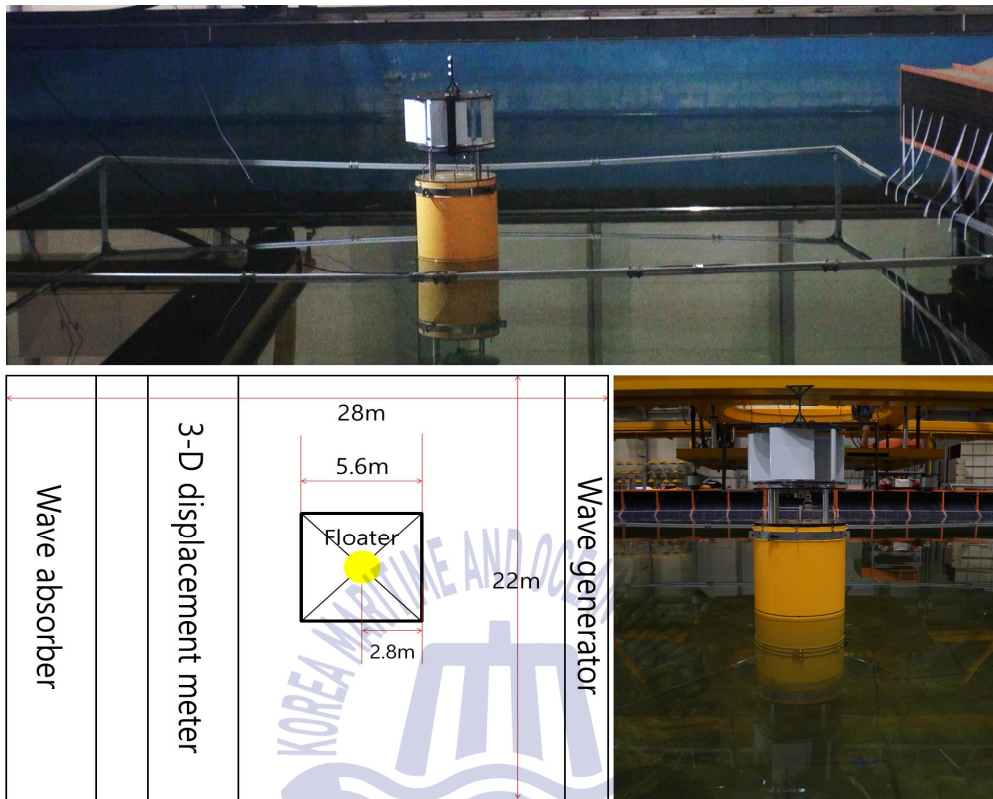 28m
5.6m
Floater
2.8m
22m
Wave absorber
3-D displacement meter
Wave generator
KOREA MARITIME AND OCEAN